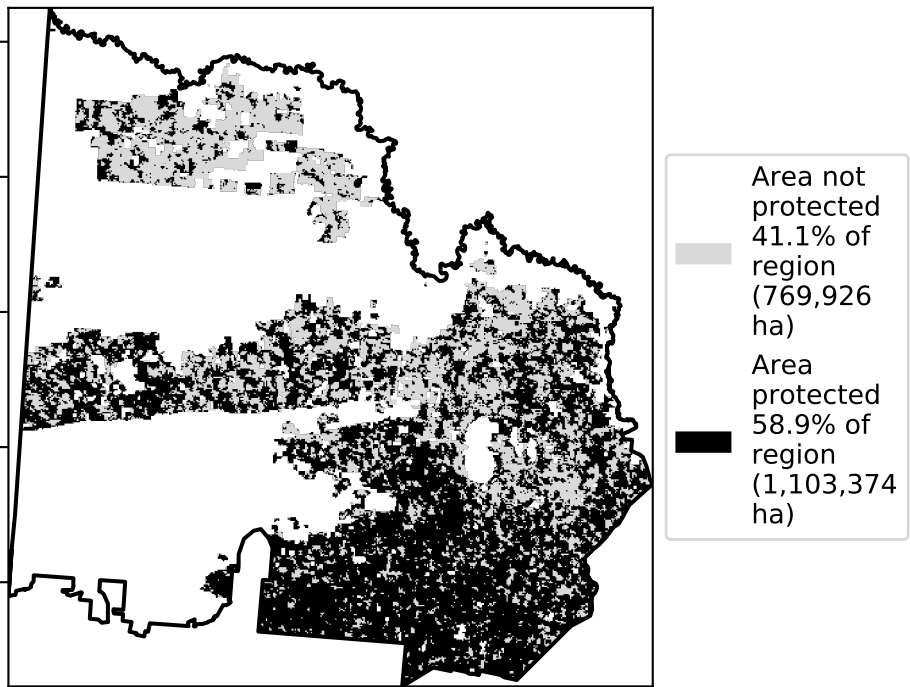 Area not
protected
41.1% of
region
(769,926
ha)
Area
protected
58.9% of
region
(1,103,374
ha)